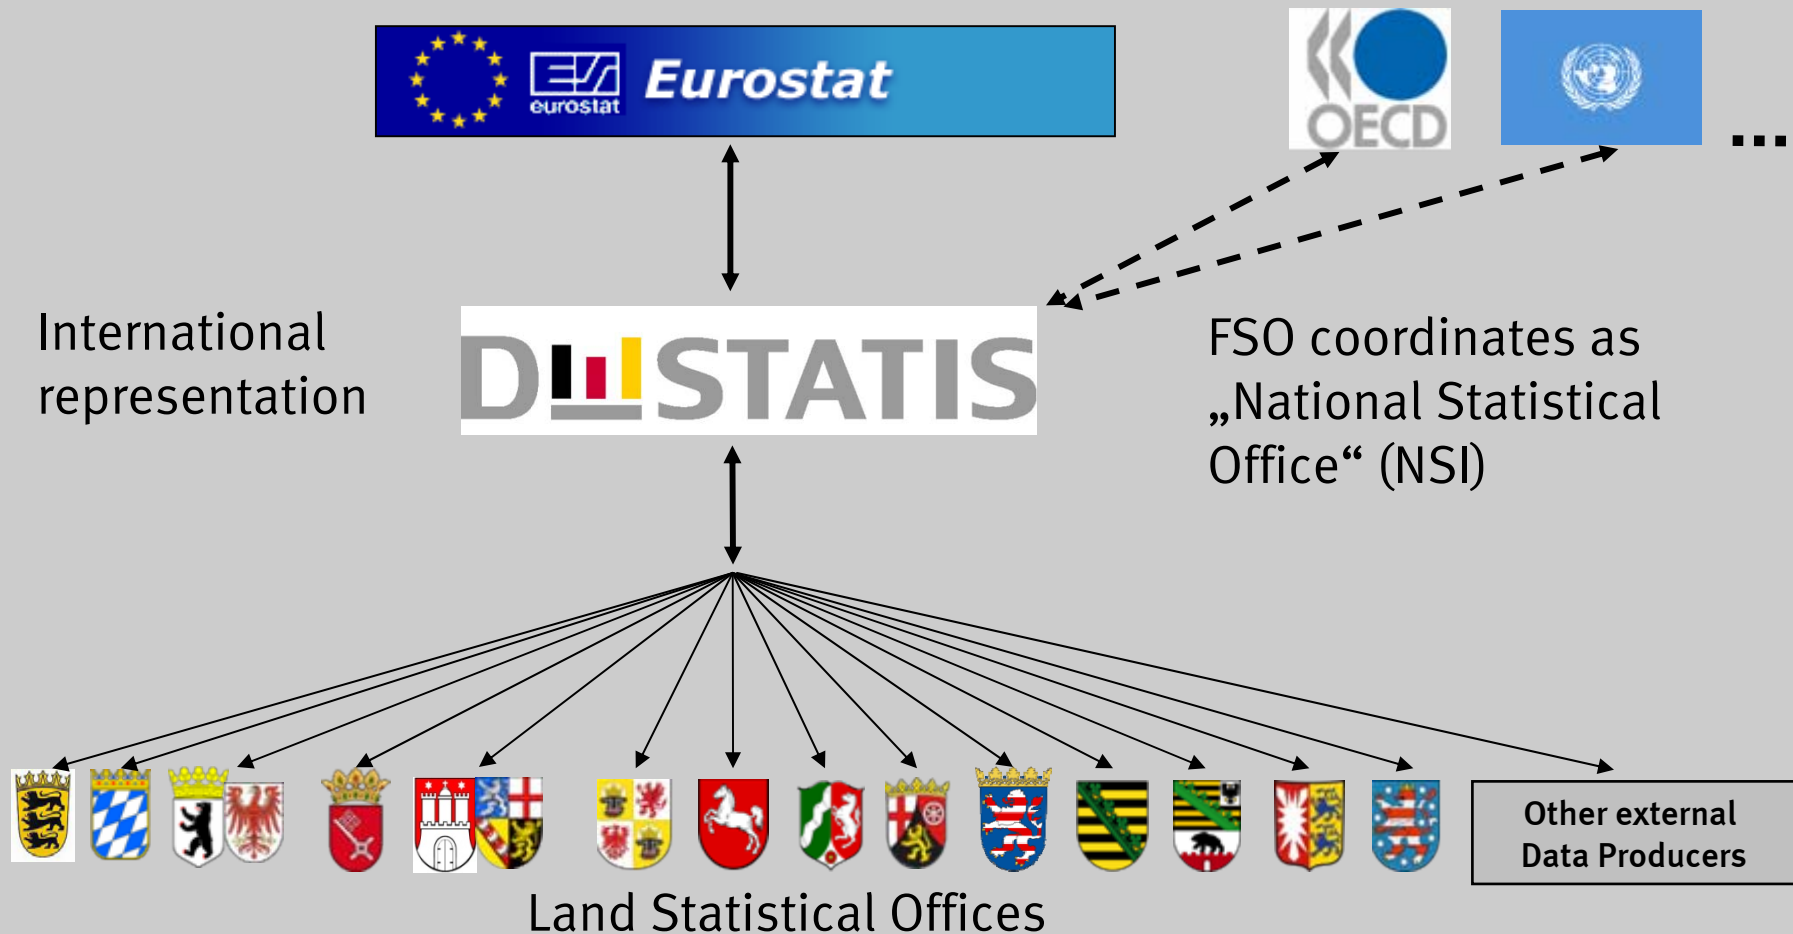 eurostat
Eurostat
OECD
...
International
representation
DESTATIS
FSO coordinates as
„National Statistical
Office“ (NSI)
Other external
Data Producers
Land Statistical Offices